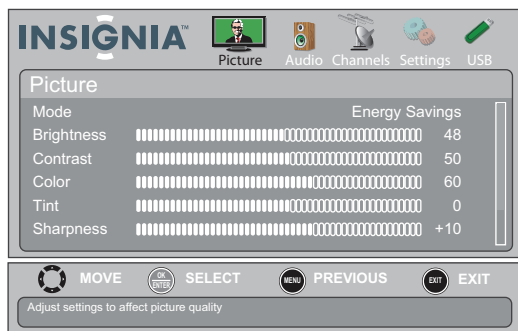 INSIGNIA™
Picture Audio Channels Settings USB
Picture
Mode Energy Savings
Brightness 48
Contrast 50
Color 60
Tint 0
Sharpness +10
MOVE OK ENTER SELECT MENU PREVIOUS EXIT EXIT
Adjust settings to affect picture quality